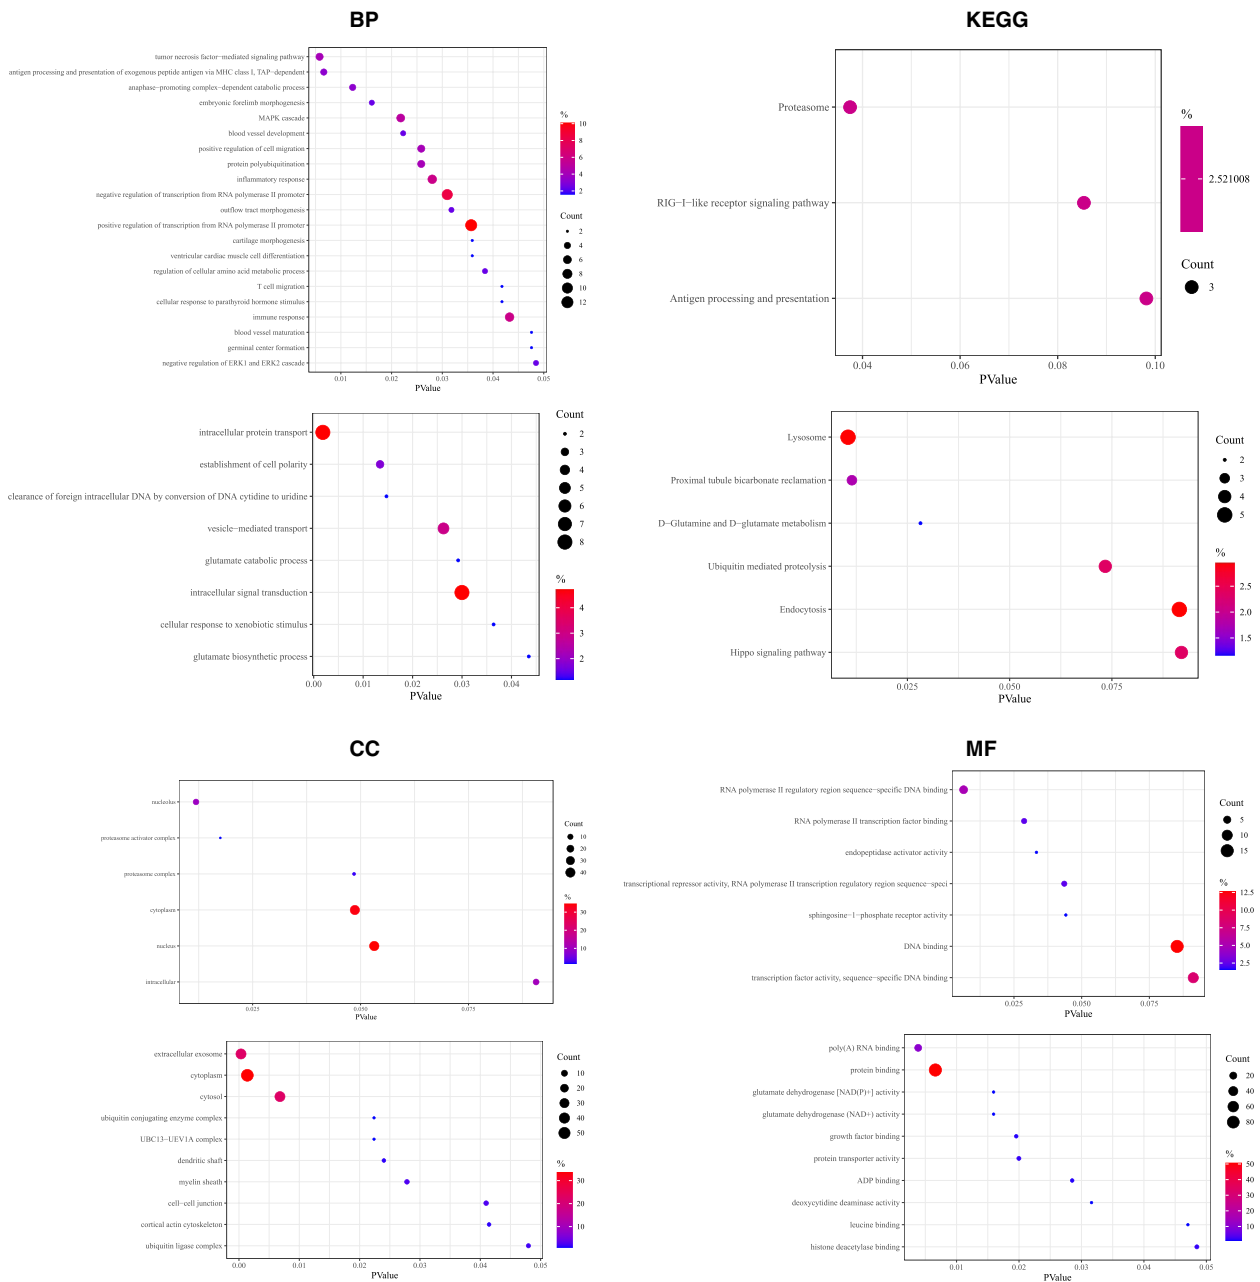 BP
tumor necrosis factor−mediated signaling pathway
antigen processing and presentation of exogenous peptide antigen via MHC class I, TAP−dependent
anaphase−promoting complex−dependent catabolic process
embryonic forelimb morphogenesis
MAPK cascade
blood vessel development
positive regulation of cell migration
protein polyubiquitination
inflammatory response
negative regulation of transcription from RNA polymerase II promoter
outflow tract morphogenesis
positive regulation of transcription from RNA polymerase II promoter
cartilage morphogenesis
ventricular cardiac muscle cell differentiation
regulation of cellular amino acid metabolic process
T cell migration
cellular response to parathyroid hormone stimulus
immune response
blood vessel maturation
germinal center formation
negative regulation of ERK1 and ERK2 cascade
0.01 0.02 0.03 0.04 0.05
PValue
%
10
8
6
4
2
Count
2
4
6
8
10
12
KEGG
Proteasome
RIG−I−like receptor signaling pathway
Antigen processing and presentation
0.04 0.06 0.08 0.10
PValue
%
2.521008
Count
3
intracellular protein transport
establishment of cell polarity
clearance of foreign intracellular DNA by conversion of DNA cytidine to uridine
vesicle−mediated transport
glutamate catabolic process
intracellular signal transduction
cellular response to xenobiotic stimulus
glutamate biosynthetic process
0.00 0.01 0.02 0.03 0.04
PValue
Count
2
3
4
5
6
7
8
%
4
3
2
Lysosome
Proximal tubule bicarbonate reclamation
D−Glutamine and D−glutamate metabolism
Ubiquitin mediated proteolysis
Endocytosis
Hippo signaling pathway
0.025 0.050 0.075
PValue
Count
2
3
4
5
%
2.5
2.0
1.5
CC
nucleolus
proteasome activator complex
proteasome complex
cytoplasm
nucleus
intracellular
0.025 0.050 0.075
PValue
Count
10
20
30
40
%
30
20
10
MF
RNA polymerase II regulatory region sequence−specific DNA binding
RNA polymerase II transcription factor binding
endopeptidase activator activity
transcriptional repressor activity, RNA polymerase II transcription regulatory region sequence−speci
sphingosine−1−phosphate receptor activity
DNA binding
transcription factor activity, sequence−specific DNA binding
0.025 0.050 0.075
PValue
Count
5
10
15
%
12.5
10.0
7.5
5.0
2.5
extracellular exosome
cytoplasm
cytosol
ubiquitin conjugating enzyme complex
UBC13−UEV1A complex
dendritic shaft
myelin sheath
cell−cell junction
cortical actin cytoskeleton
ubiquitin ligase complex
0.00 0.01 0.02 0.03 0.04 0.05
PValue
Count
10
20
30
40
50
%
30
20
10
poly(A) RNA binding
protein binding
glutamate dehydrogenase [NAD(P)+] activity
glutamate dehydrogenase (NAD+) activity
growth factor binding
protein transporter activity
ADP binding
deoxycytidine deaminase activity
leucine binding
histone deacetylase binding
0.01 0.02 0.03 0.04 0.05
PValue
Count
20
40
60
80
%
50
40
30
20
10